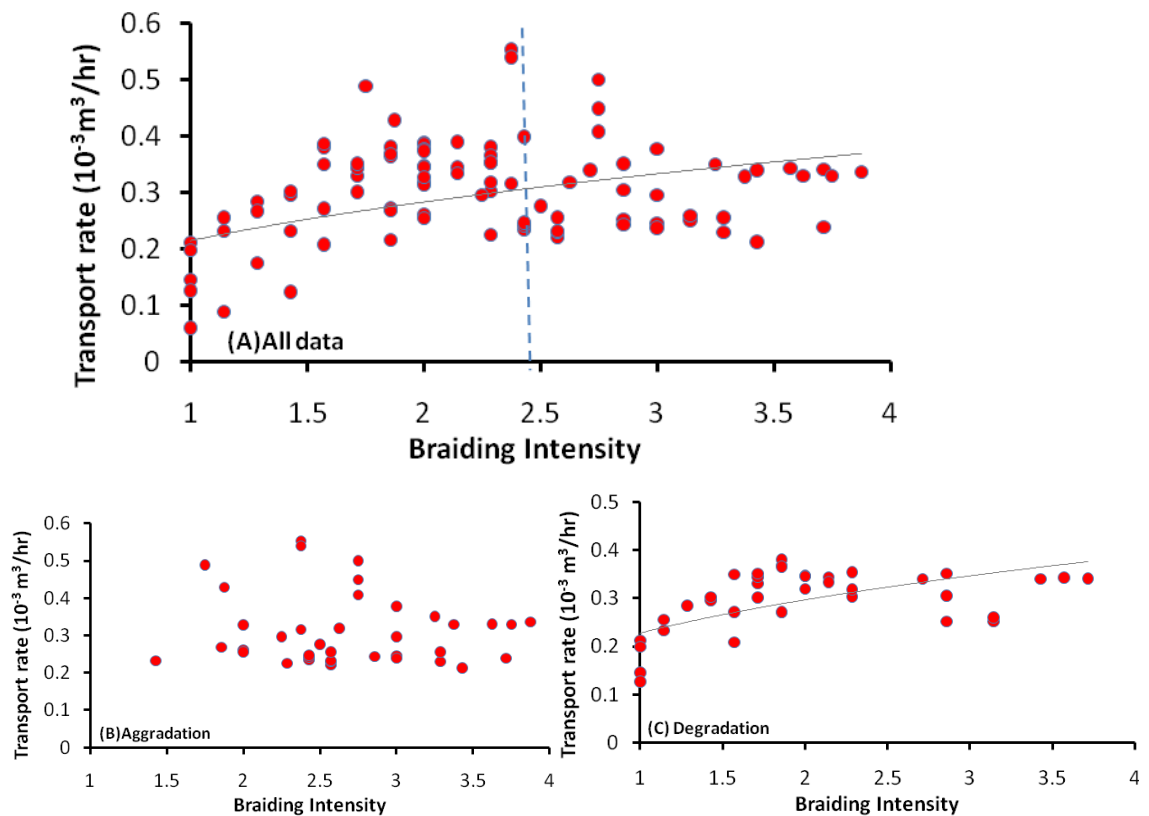 Transport rate (10⁻³m³/hr)
0.6
0.5
0.4
0.3
0.2
0.1
0
(A)All data
1 1.5 2 2.5 3 3.5 4
Braiding Intensity
Transport rate (10⁻³ m³/hr)
0.6
0.5
0.4
0.3
0.2
0.1
0
(B)Aggradation
1 1.5 2 2.5 3 3.5 4
Braiding Intensity
Transport rate (10⁻³ m³/hr)
0.5
0.4
0.3
0.2
0.1
0
(C) Degradation
1 1.5 2 2.5 3 3.5 4
Braiding Intensity